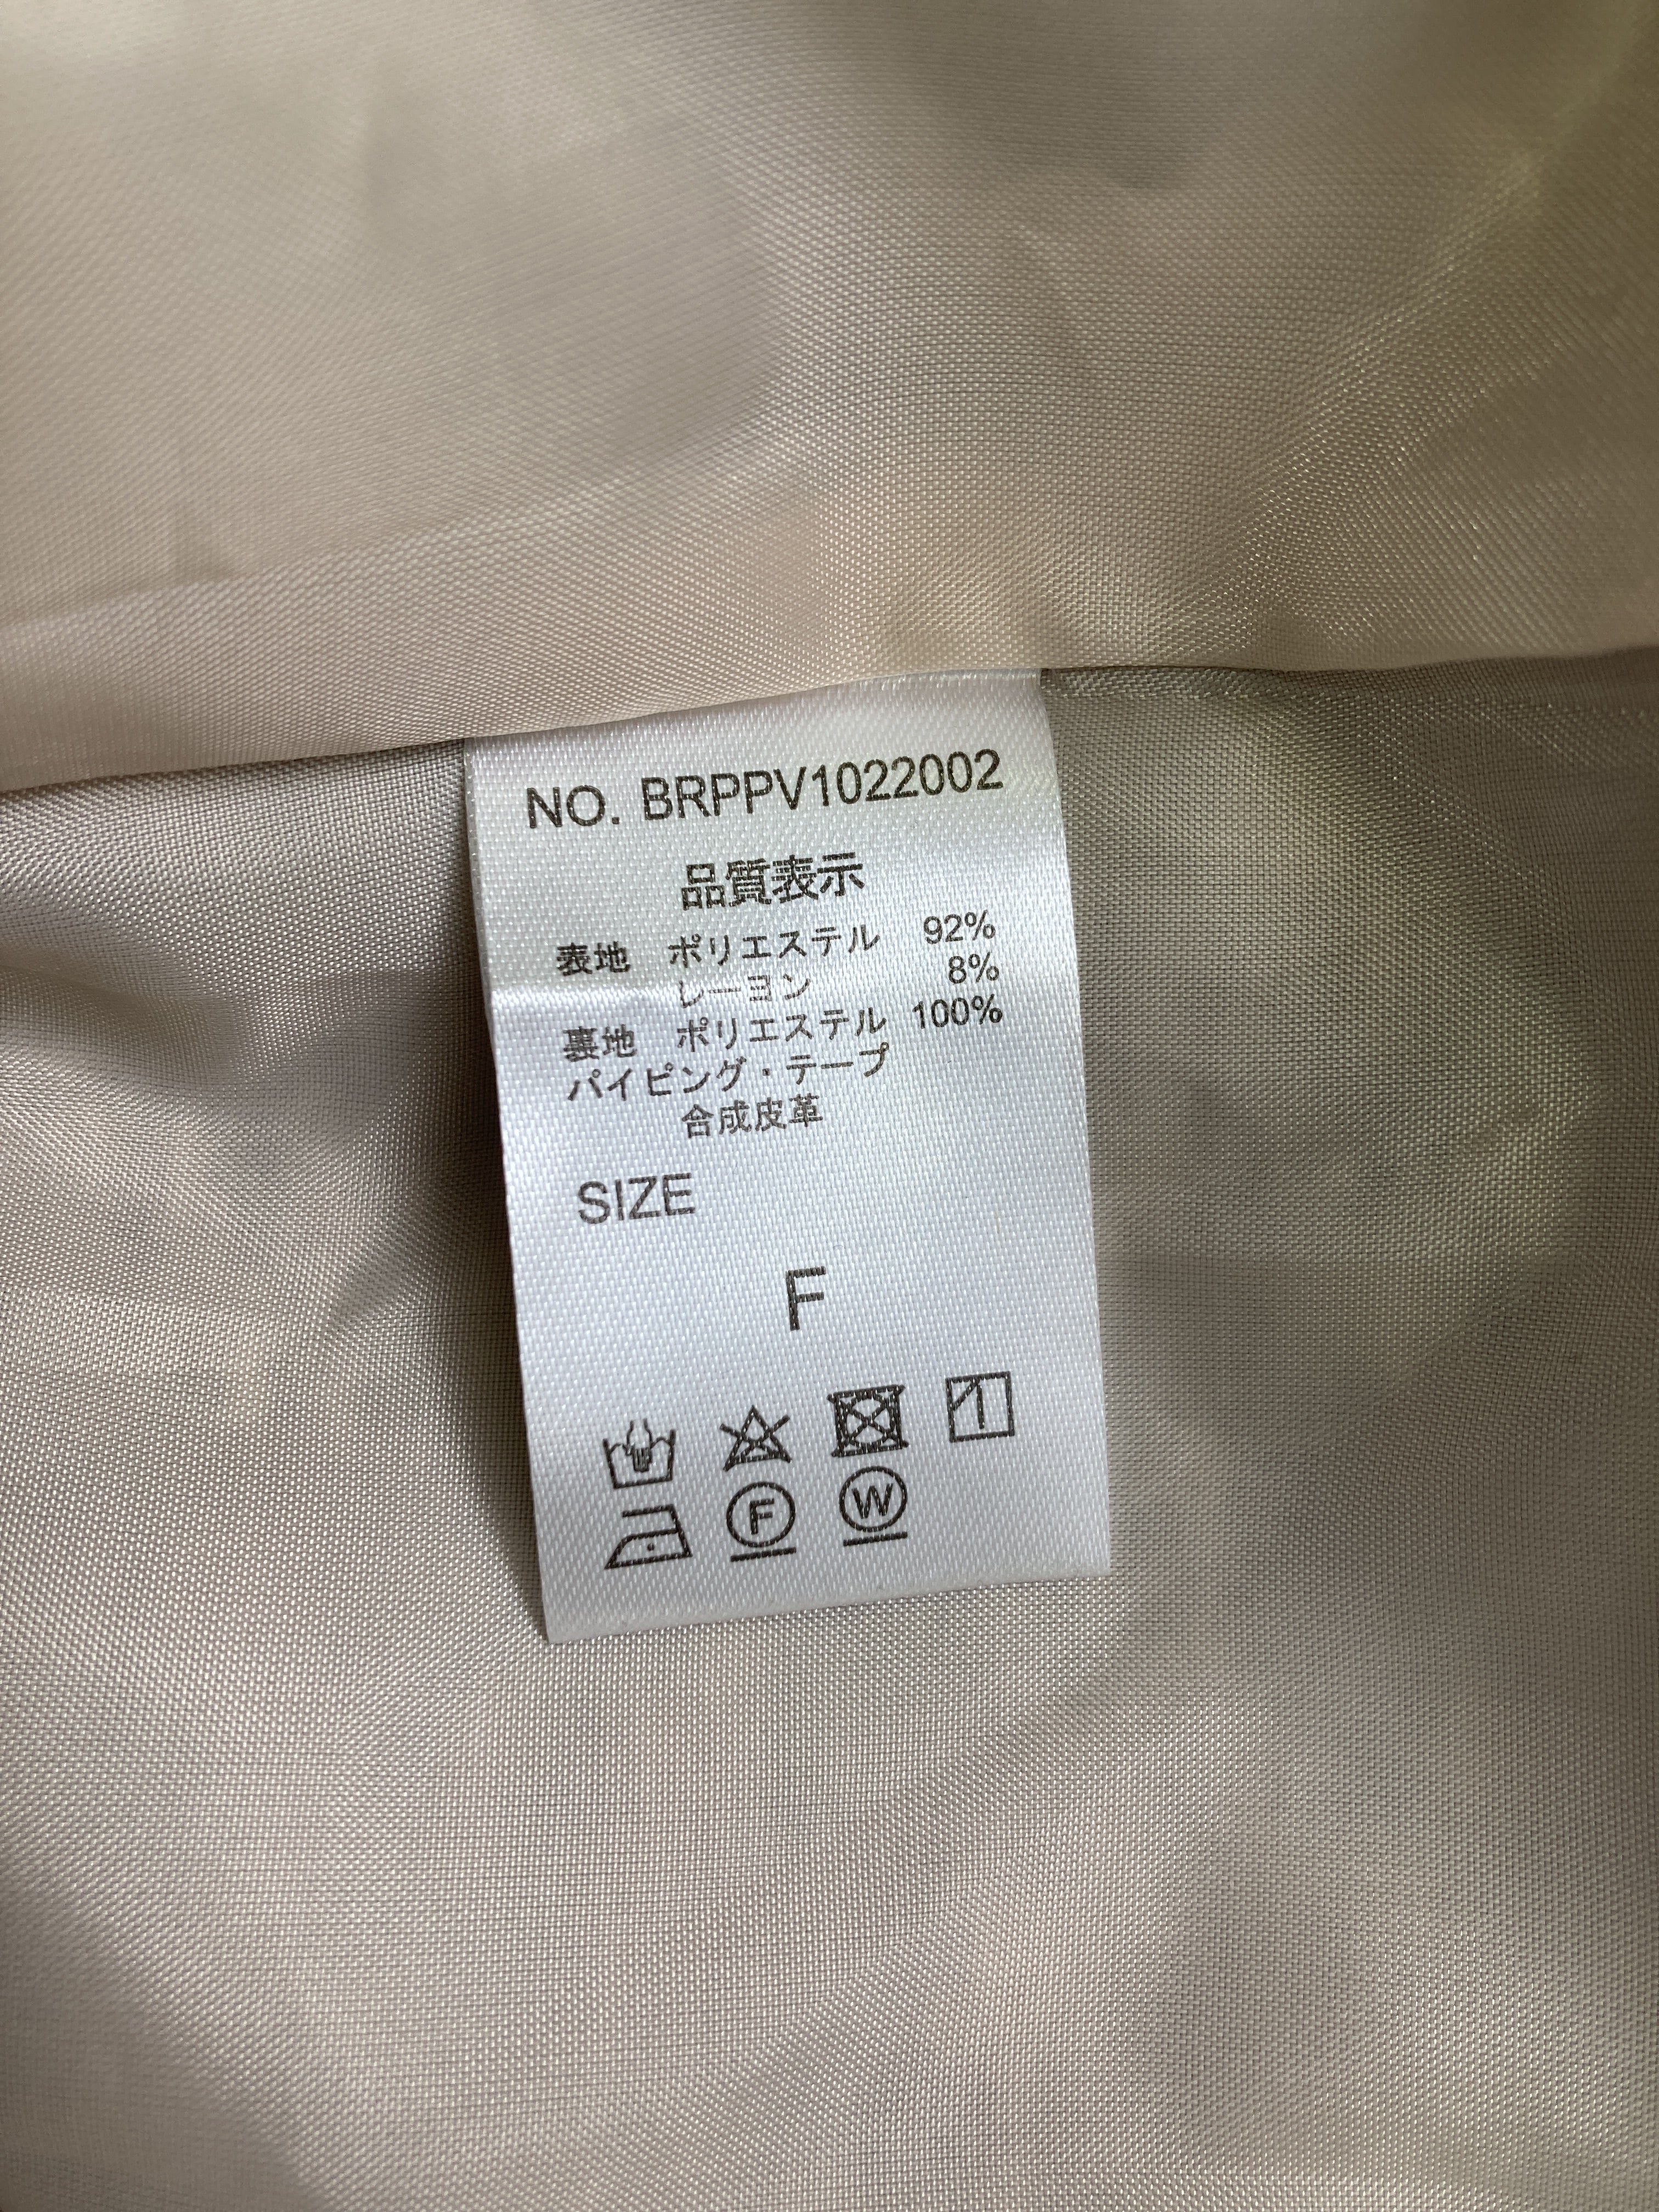 NO. BRPPV1022002
品質表示
表地 ポリエステル 92%
レーヨン 8%
裏地 ポリエステル 100%
パイピング・テープ
合成皮革
SIZE
F
F W